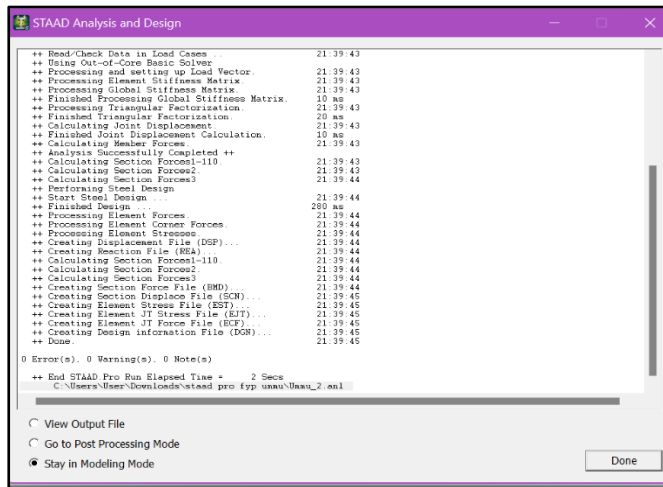 STAAD Analysis and Design
++ Read/Check Data in Load Cases ... 21:39:43
++ Using Out-of-Core Basic Solver
++ Processing and setting up Load Vector. 21:39:43
++ Processing Element Stiffness Matrix. 21:39:43
++ Processing Global Stiffness Matrix. 21:39:43
++ Finished Processing Global Stiffness Matrix. 10 ms
++ Processing Triangular Factorization. 21:39:43
++ Finished Triangular Factorization. 20 ms
++ Calculating Joint Displacement. 21:39:43
++ Finished Joint Displacement Calculation. 10 ms
++ Calculating Member Forces. 21:39:43
++ Analysis Successfully Completed ++
++ Calculating Section Forces1-110. 21:39:43
++ Calculating Section Forces2. 21:39:43
++ Calculating Section Forces3 21:39:44
++ Performing Steel Design
++ Start Steel Design ... 21:39:44
++ Finished Design ... 280 ms
++ Processing Element Forces. 21:39:44
++ Processing Element Corner Forces. 21:39:44
++ Processing Element Stresses. 21:39:44
++ Creating Displacement File (DSP)... 21:39:44
++ Creating Reaction File (REA)... 21:39:44
++ Calculating Section Forces1-110. 21:39:44
++ Calculating Section Forces2. 21:39:44
++ Calculating Section Forces3 21:39:44
++ Creating Section Force File (BMD)... 21:39:44
++ Creating Section Displace File (SCN)... 21:39:45
++ Creating Element Stress File (EST)... 21:39:45
++ Creating Element JT Stress File (EJT)... 21:39:45
++ Creating Element JT Force File (ECF)... 21:39:45
++ Creating Design information File (DGN)... 21:39:45
++ Done. 21:39:45
0 Error(s), 0 Warning(s), 0 Note(s)
++ End STAAD.Pro Run Elapsed Time = 2 Secs
C:\Users\User\Downloads\staad pro fyp ummu\Ummu_2.anl
View Output File
Go to Post Processing Mode
Stay in Modeling Mode
Done